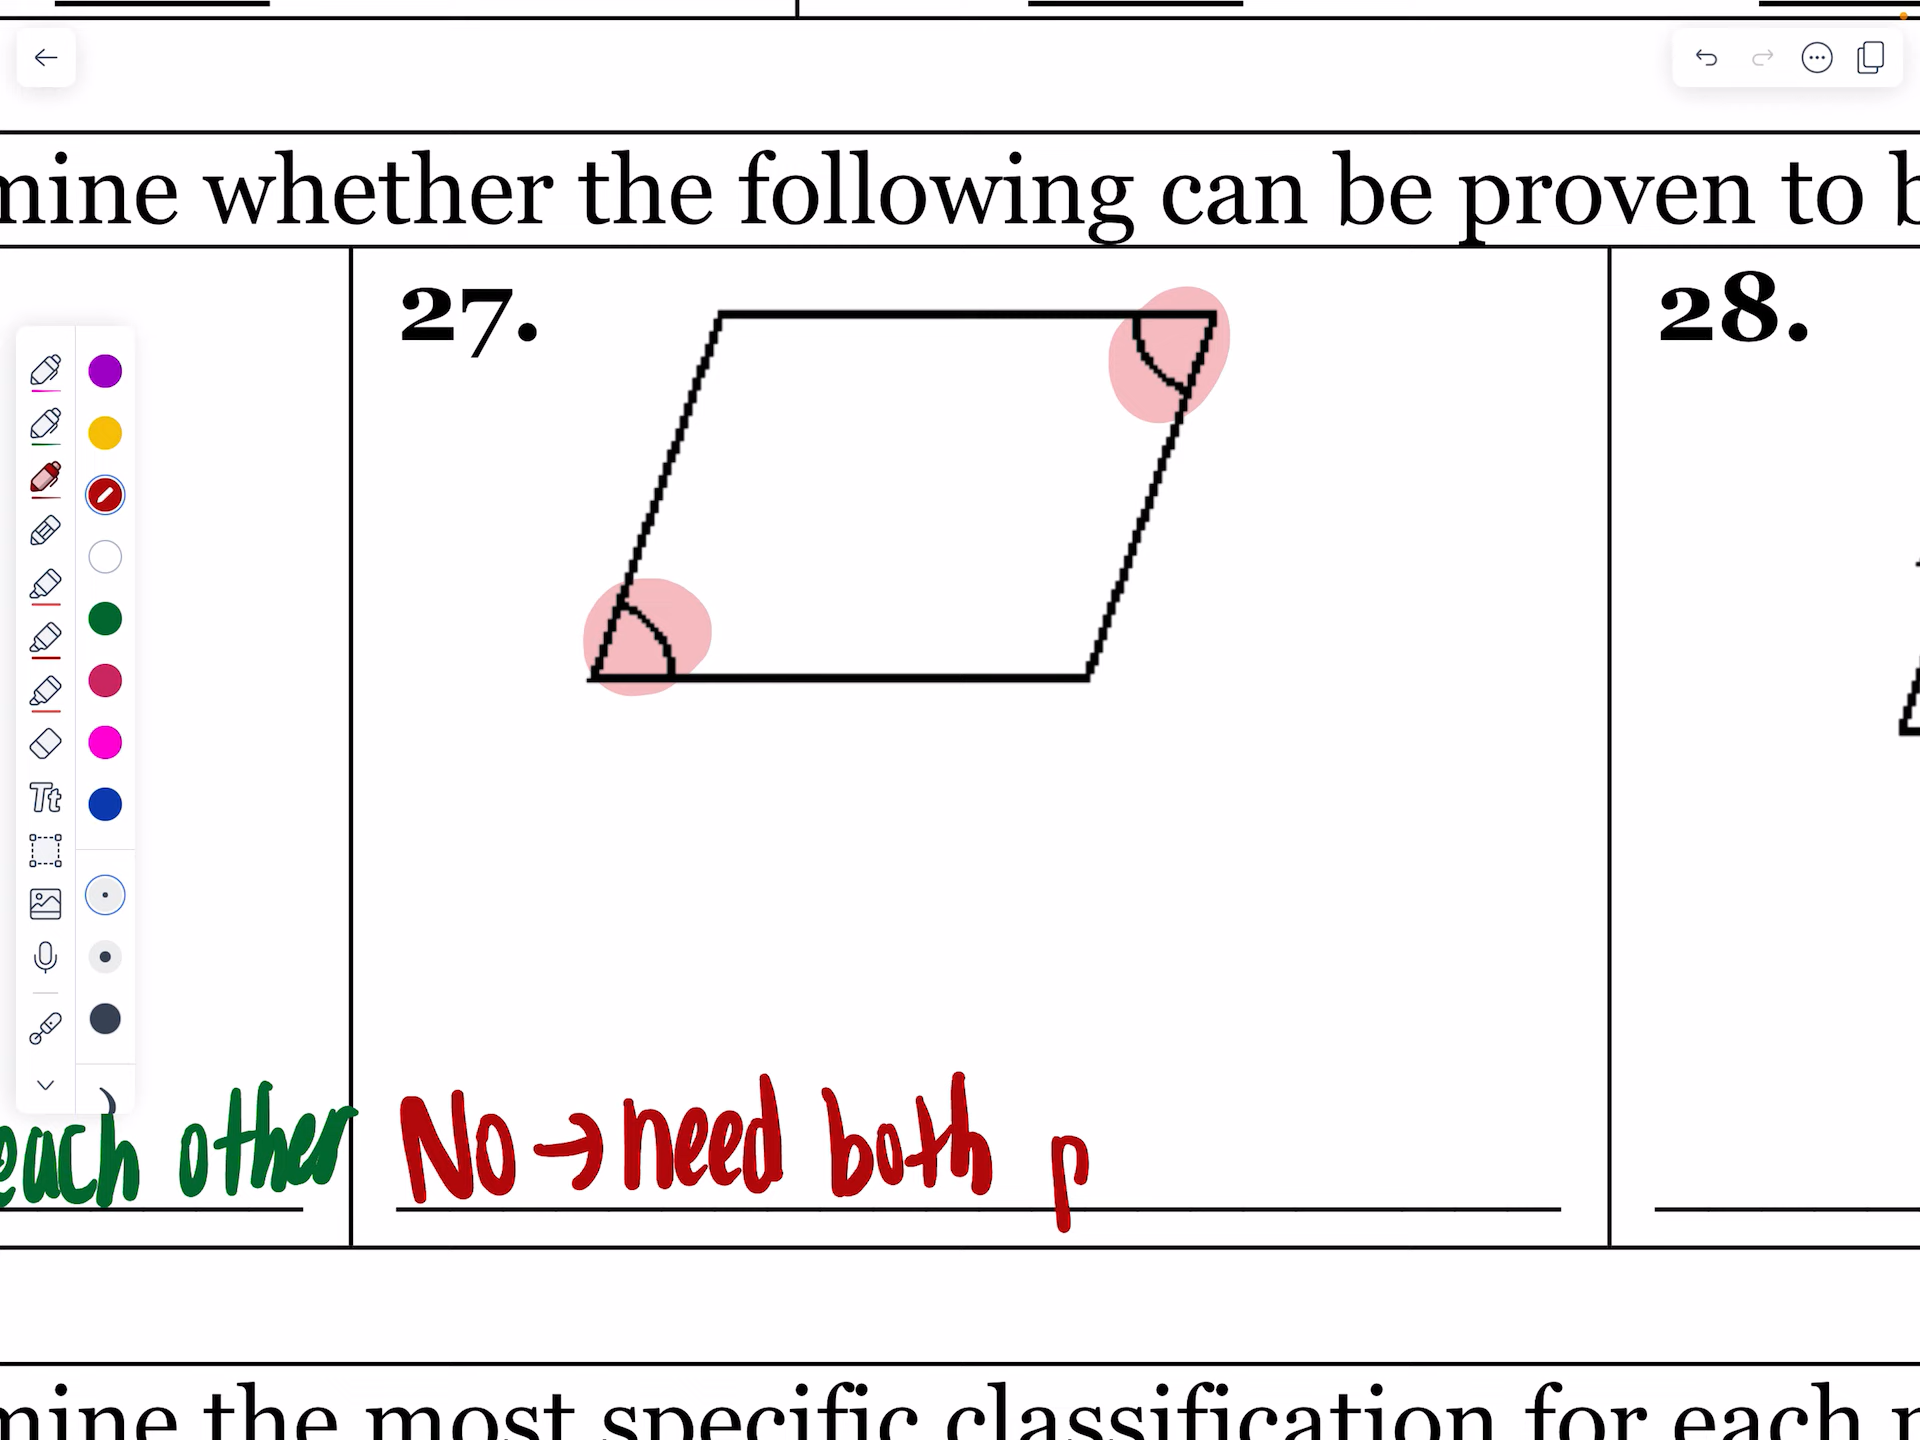 mine whether the following can be proven to b
27.
28.
Tt
each other
No → need both p
mine the most specific classification for each